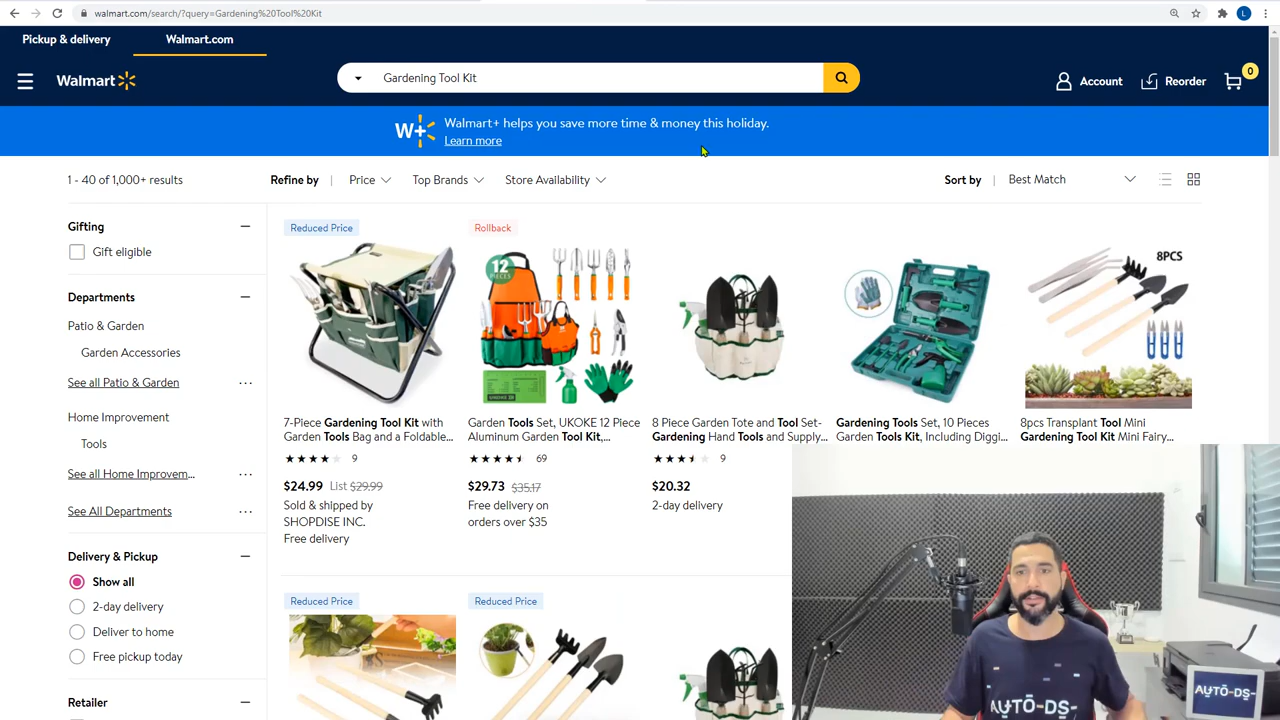 walmart.com/search/?query=Gardening%20Tool%20Kit
L
Pickup & delivery
Walmart.com
Walmart
Gardening Tool Kit
Account
Reorder
0
W+
Walmart+ helps you save more time & money this holiday.
Learn more
1 - 40 of 1,000+ results
Refine by
Price
Top Brands
Store Availability
Sort by
Best Match
Gifting
Gift eligible
Departments
Patio & Garden
Garden Accessories
See all Patio & Garden
Home Improvement
Tools
See all Home Improvem...
See All Departments
Delivery & Pickup
Show all
2-day delivery
Deliver to home
Free pickup today
Retailer
Reduced Price
7-Piece Gardening Tool Kit with
Garden Tools Bag and a Foldable...
9
$24.99 List $29.99
Sold & shipped by
SHOPDISE INC.
Free delivery
Rollback
12
PIECES
Garden Tools Set, UKOKE 12 Piece
Aluminum Garden Tool Kit,...
69
$29.73 $35.17
Free delivery on
orders over $35
8 Piece Garden Tote and Tool Set-
Gardening Hand Tools and Supply...
9
$20.32
2-day delivery
Gardening Tools Set, 10 Pieces
Garden Tools Kit, Including Diggi...
8PCS
8pcs Transplant Tool Mini
Gardening Tool Kit Mini Fairy...
Reduced Price
Reduced Price
AUTO-DS-
AUTO-DS-